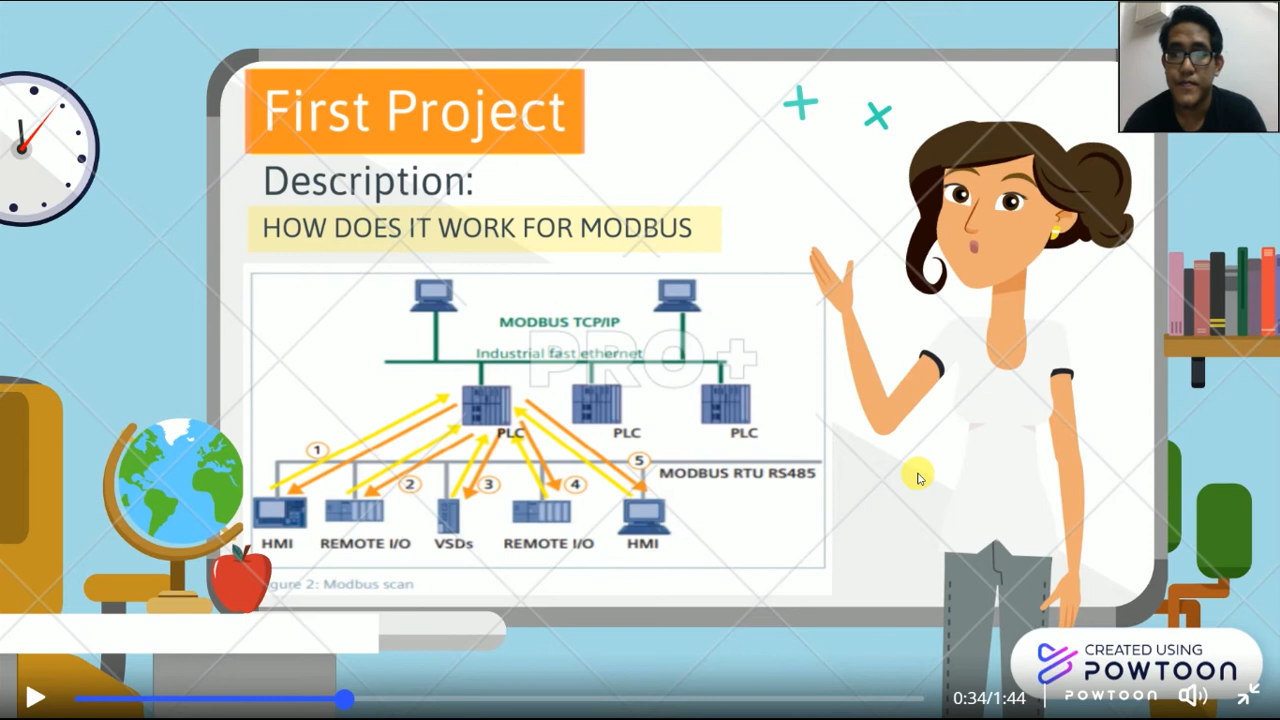 First Project
Description:
HOW DOES IT WORK FOR MODBUS
MODBUS TCP/IP
Industrial fast ethernet
PRO+
PLC
PLC
PLC
1
2
3
4
5
MODBUS RTU RS485
HMI
REMOTE I/O
VSDs
REMOTE I/O
HMI
gure 2: Modbus scan
CREATED USING
POWTOON
POWTOON
0:34/1:44